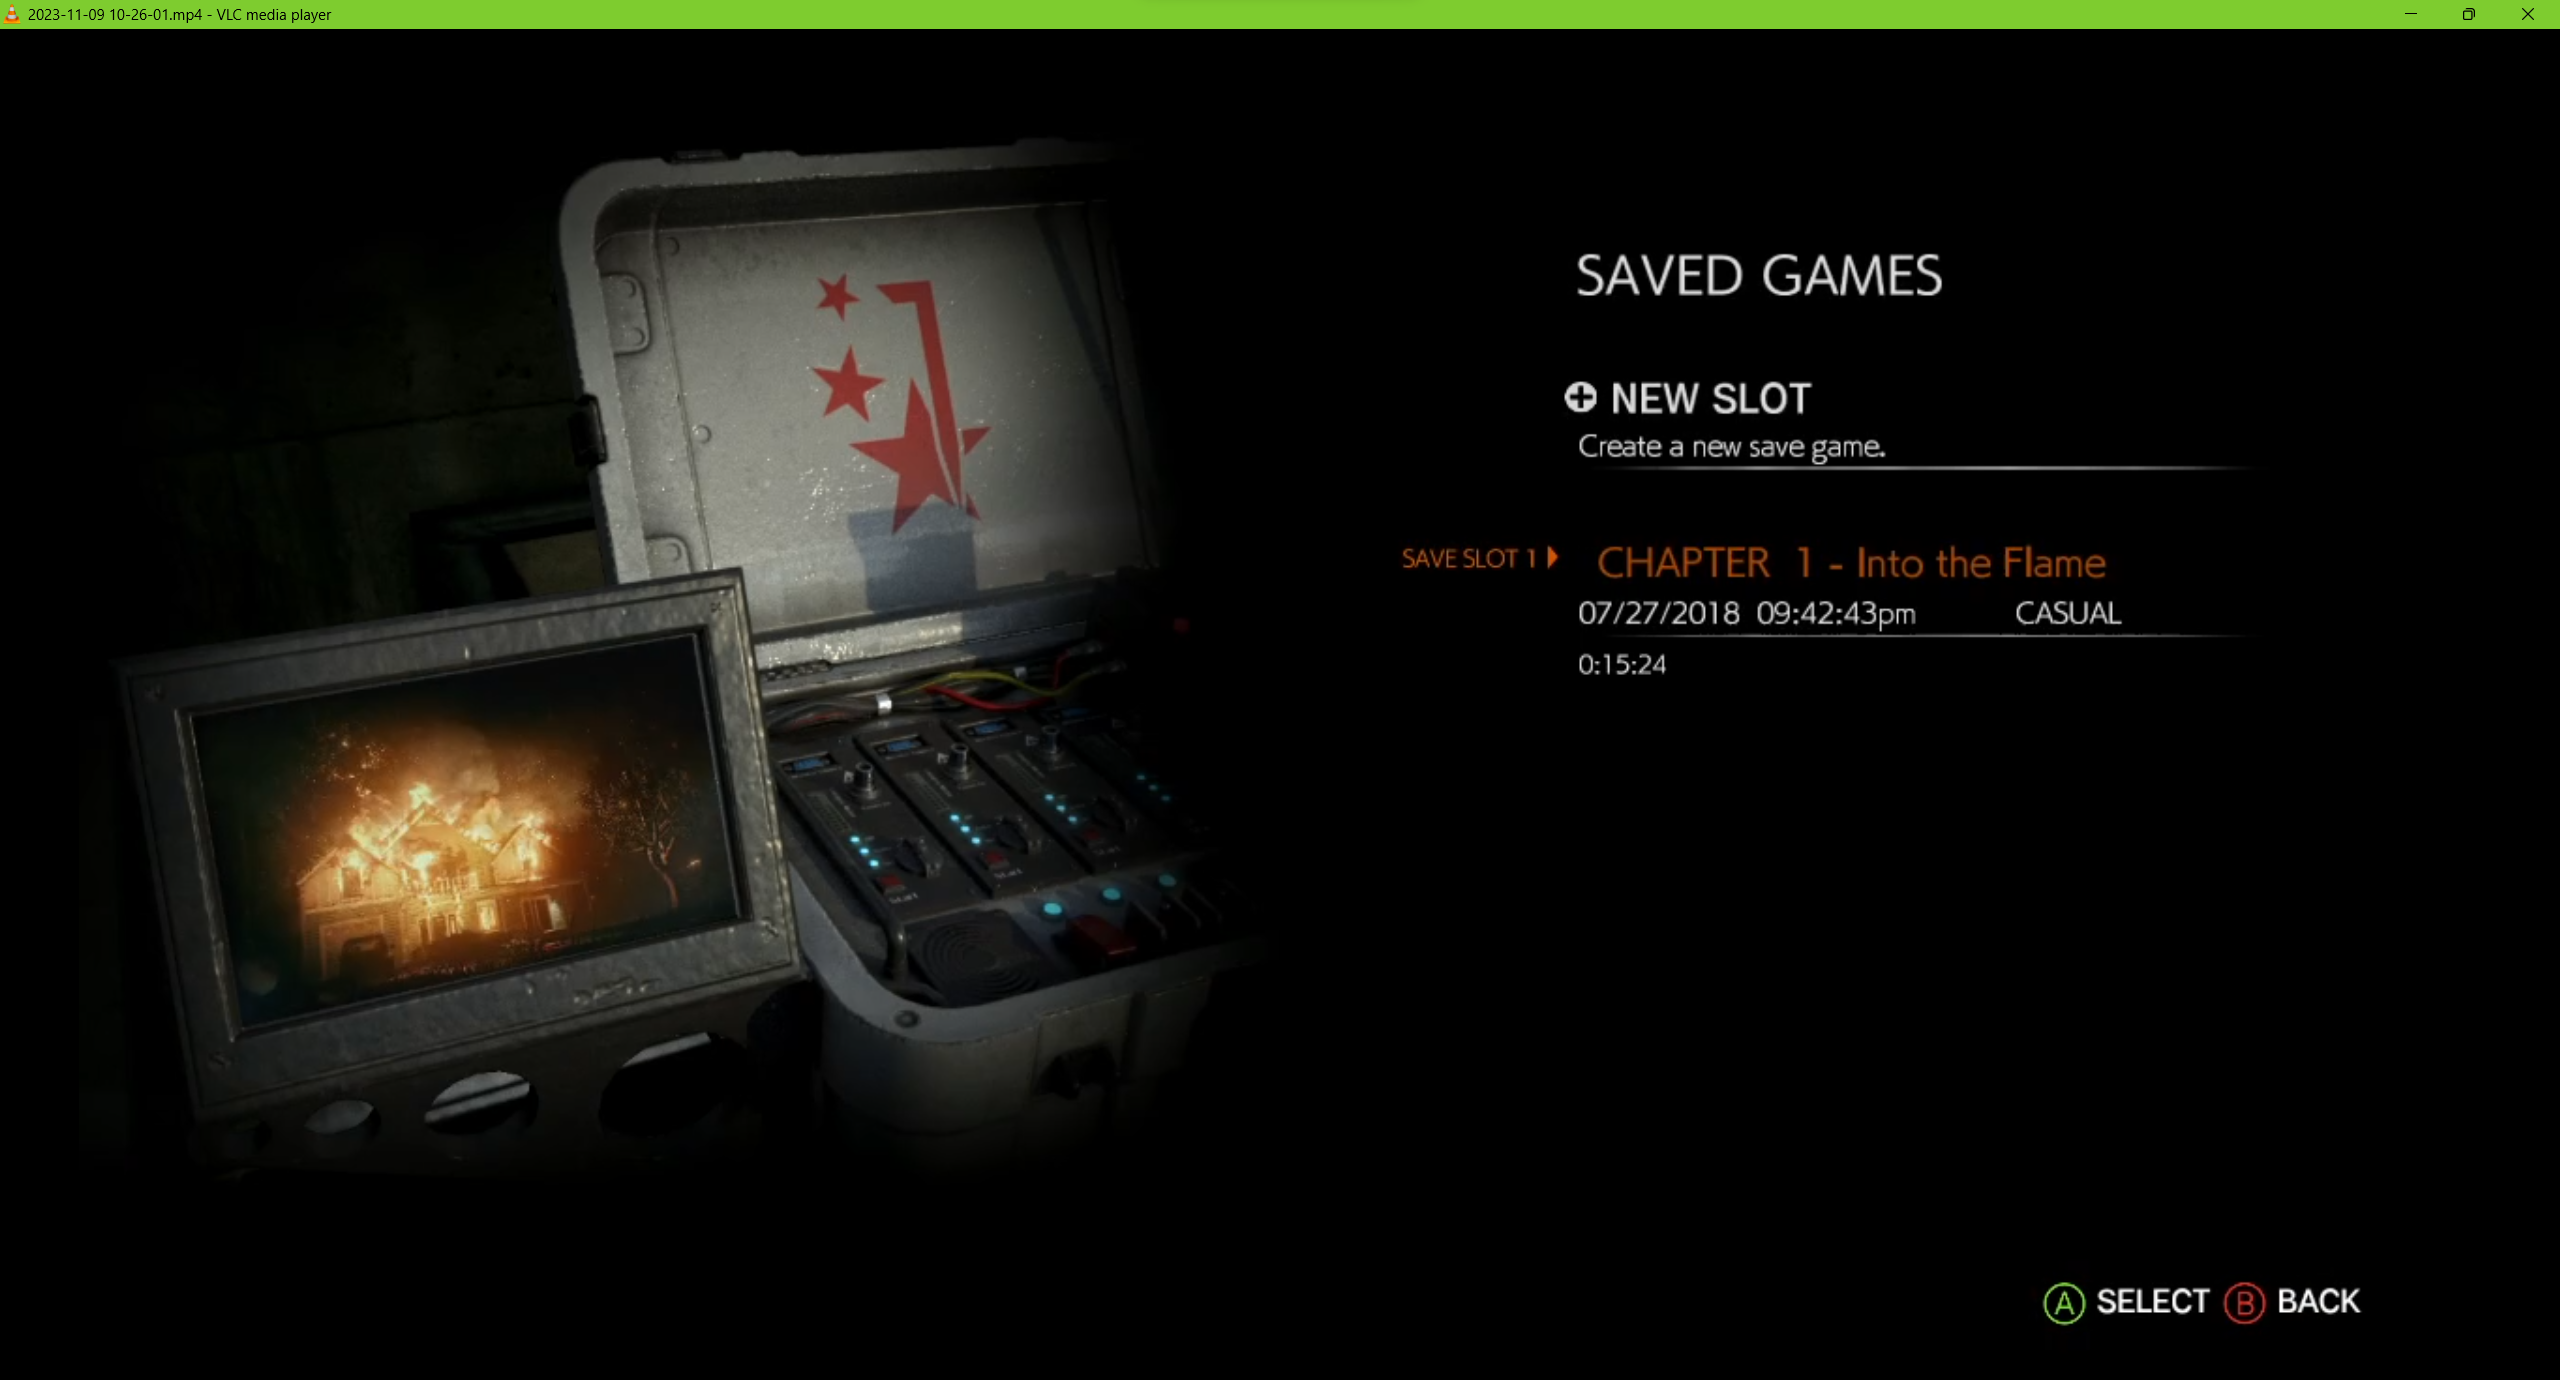 2023-11-09 10-26-01.mp4 - VLC media player
SAVED GAMES
NEW SLOT
Create a new save game.
SAVE SLOT 1
CHAPTER 1 - Into the Flame
07/27/2018 09:42:43pm CASUAL
0:15:24
A SELECT B BACK